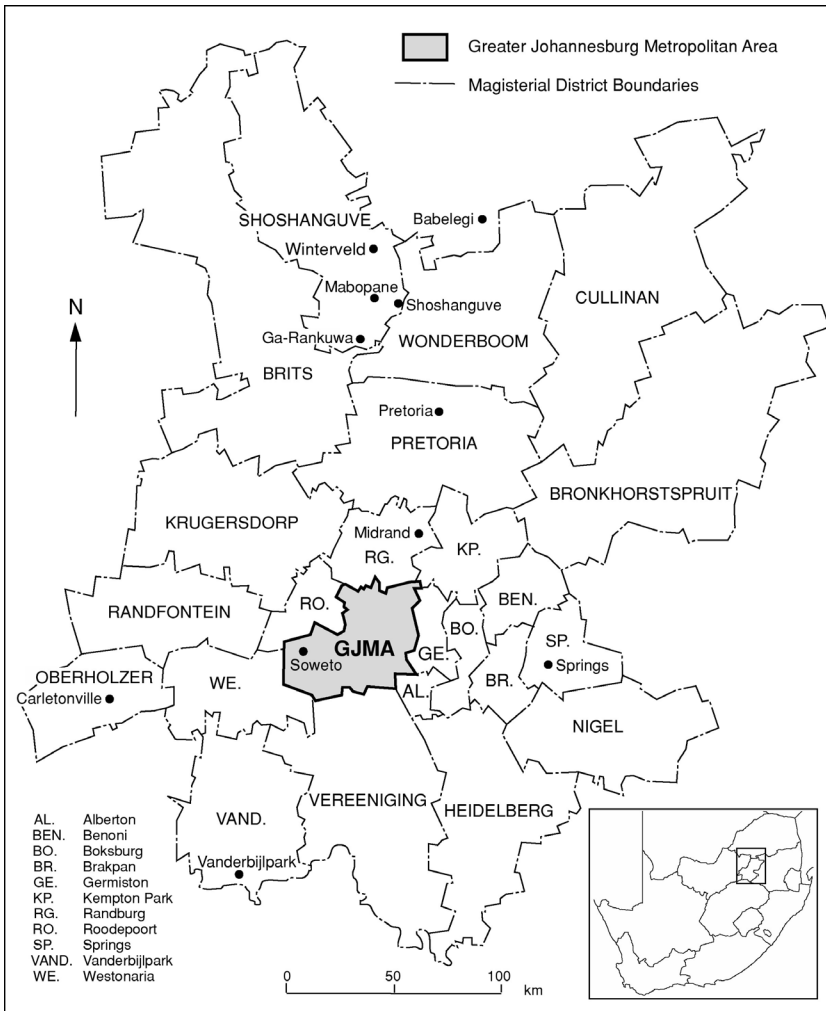 Greater Johannesburg Metropolitan Area
Magisterial District Boundaries
SHOSHANGUVE
Babelegi
Winterveld
Mabopane
Shoshanguve
CULLINAN
N
Ga-Rankuwa
WONDERBOOM
BRITS
Pretoria
PRETORIA
BRONKHORSTSPRUIT
KRUGERSDORP
Midrand
RG.
KP.
RANDFONTEIN
RO.
BEN.
BO.
SP.
GJMA
GE.
Soweto
Springs
OBERHOLZER
WE.
BR.
AL.
Carletonville
NIGEL
VEREENIGING
HEIDELBERG
VAND.
Vanderbijlpark
AL. Alberton
BEN. Benoni
BO. Boksburg
BR. Brakpan
GE. Germiston
KP. Kempton Park
RG. Randburg
RO. Roodepoort
SP. Springs
VAND. Vanderbijlpark
WE. Westonaria
0 50 100
km